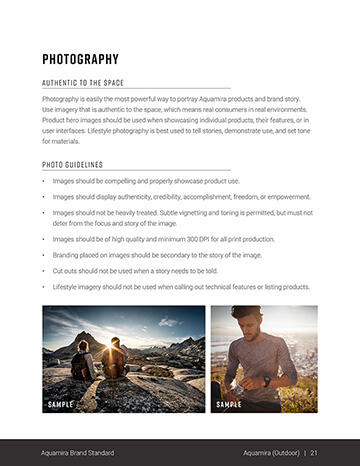 PHOTOGRAPHY
AUTHENTIC TO THE SPACE
Photography is easily the most powerful way to portray Aquamira products and brand story.
Use imagery that is authentic to the space, which means real consumers in real environments.
Product hero images should be used when showcasing individual products, their features, or in
user interfaces. Lifestyle photography is best used to tell stories, demonstrate use, and set tone
for materials.
PHOTO GUIDELINES
• Images should be compelling and properly showcase product use.
• Images should display authenticity, credibility, accomplishment, freedom, or empowerment.
• Images should not be heavily treated. Subtle vignetting and toning is permitted, but must not
deter from the focus and story of the image.
• Images should be of high quality and minimum 300 DPI for all print production.
• Branding placed on images should be secondary to the story of the image.
• Cut outs should not be used when a story needs to be told.
• Lifestyle imagery should not be used when calling out technical features or listing products.
SAMPLE
SAMPLE
Aquamira Brand Standard
Aquamira (Outdoor) | 21